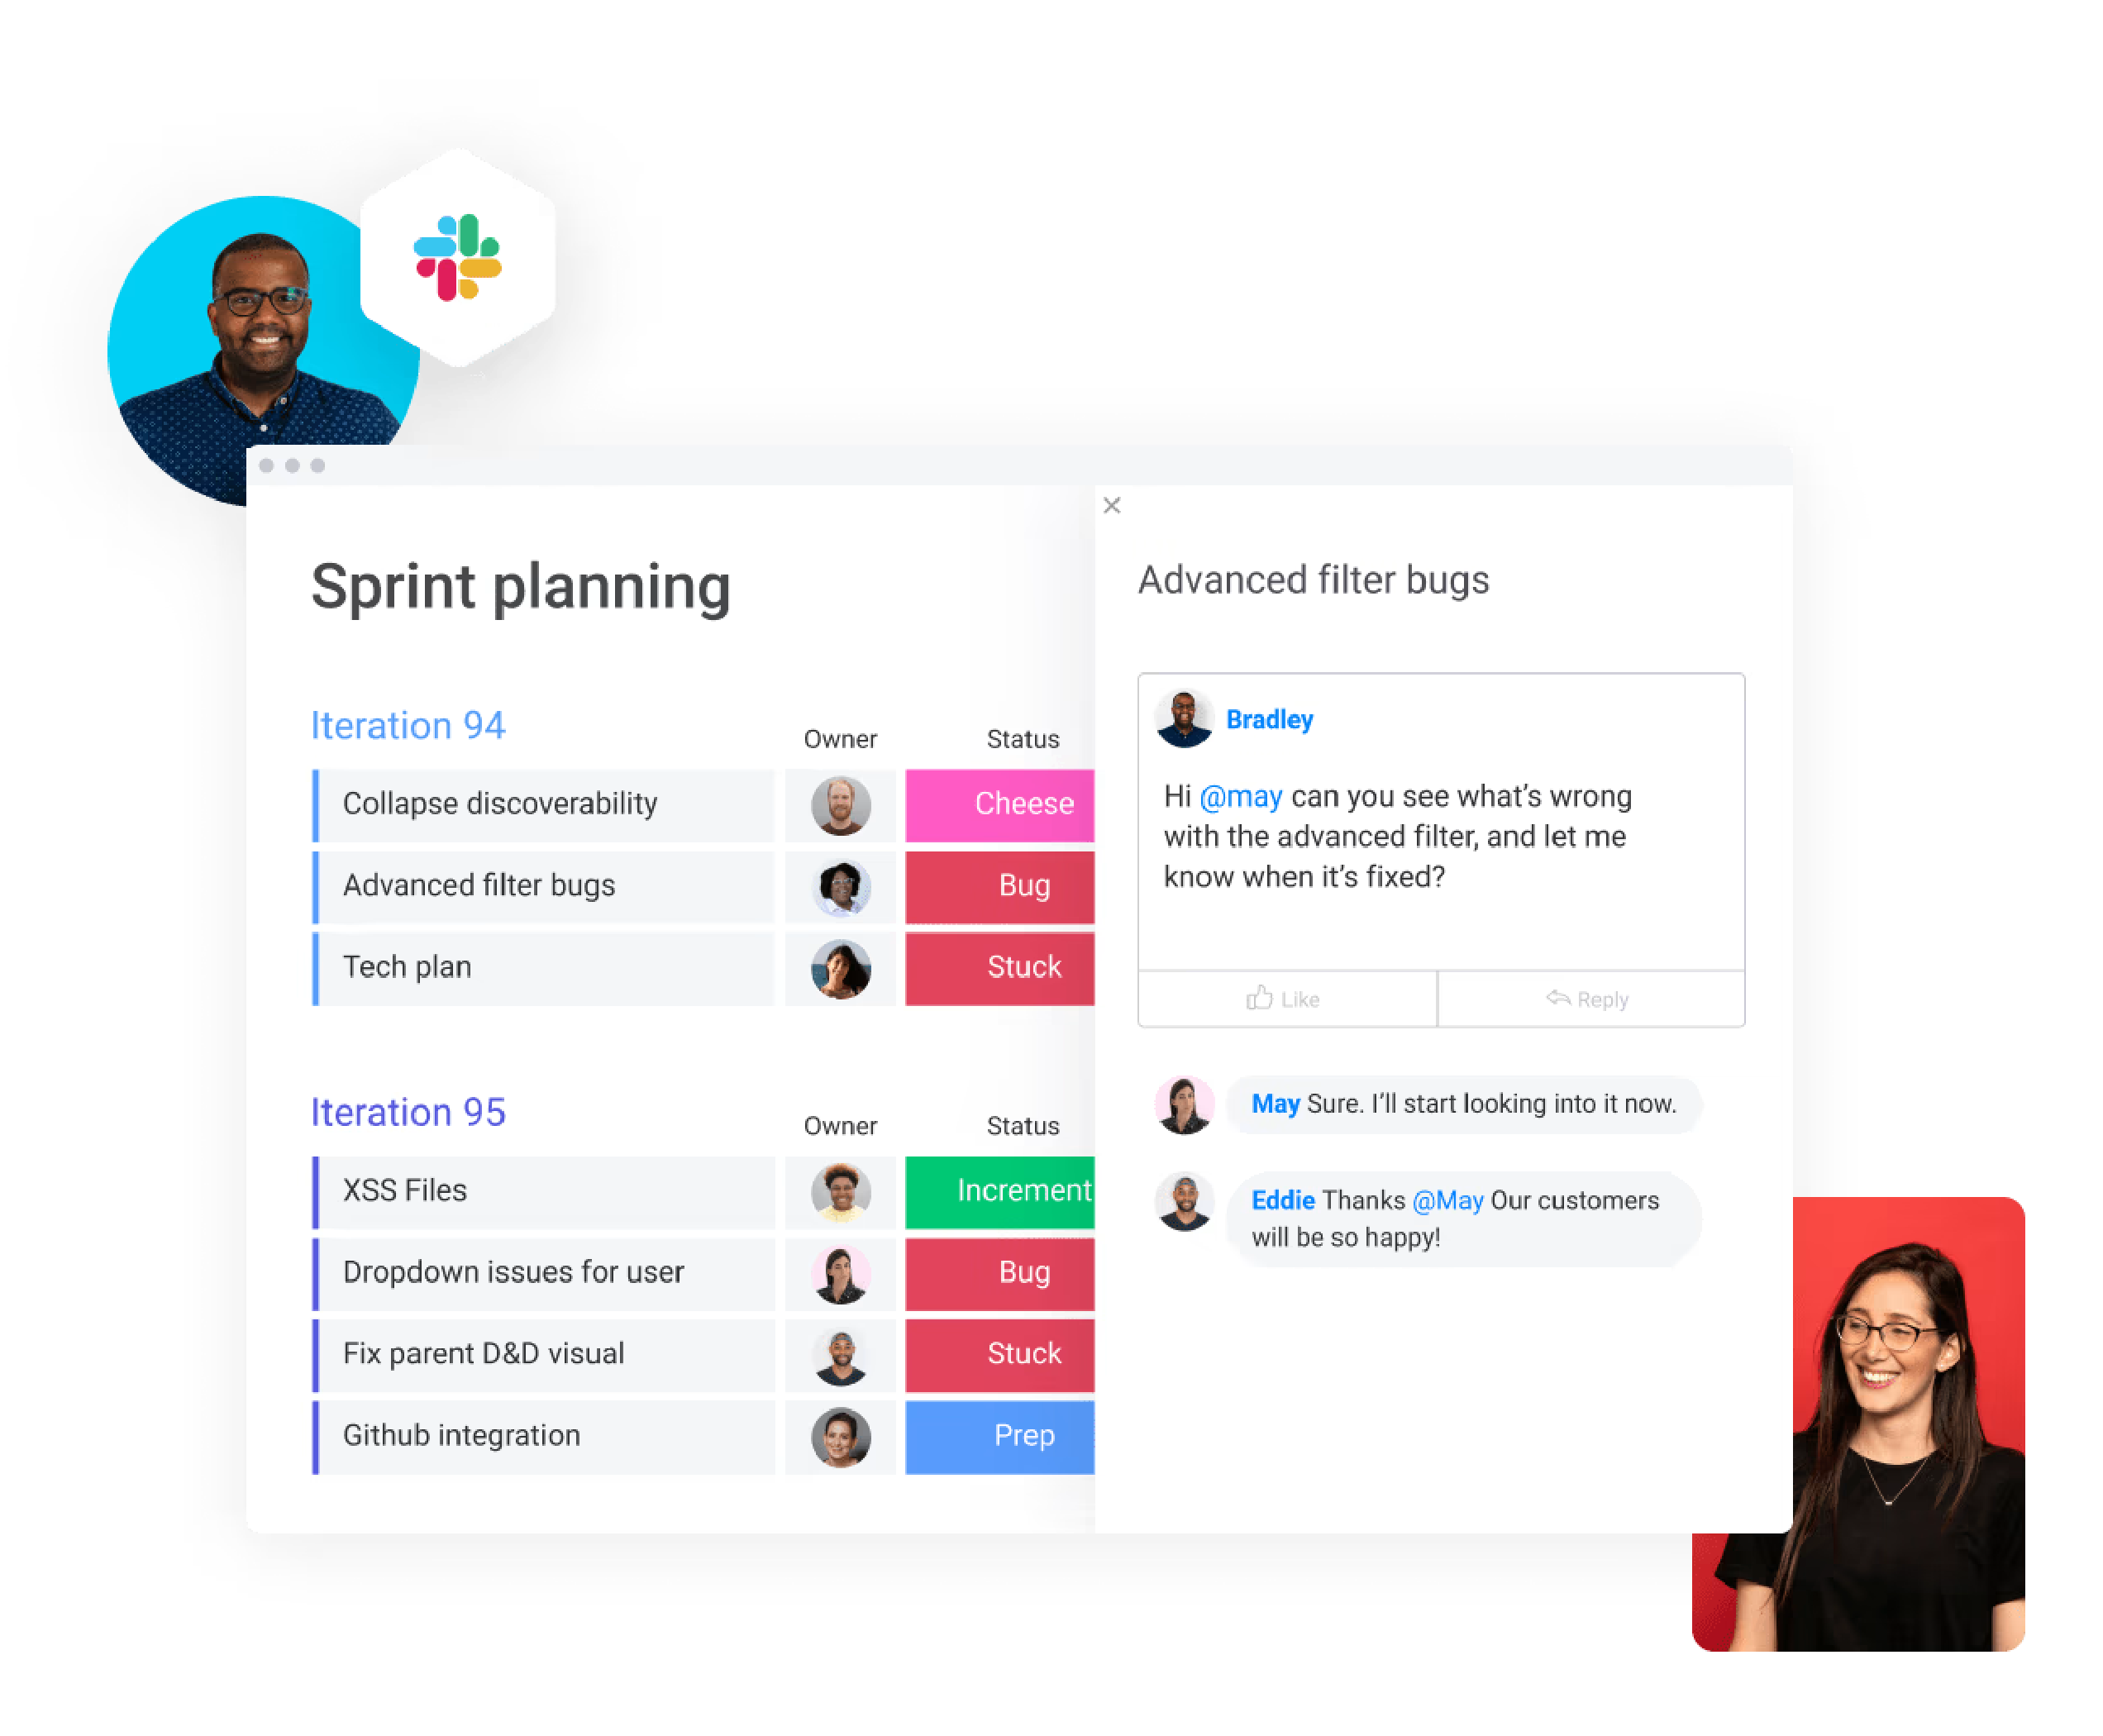 Sprint planning
Iteration 94
Owner
Status
Collapse discoverability
Cheese
Advanced filter bugs
Bug
Tech plan
Stuck
Iteration 95
Owner
Status
XSS Files
Increment
Dropdown issues for user
Bug
Fix parent D&D visual
Stuck
Github integration
Prep
Advanced filter bugs
Bradley
Hi @may can you see what’s wrong
with the advanced filter, and let me
know when it’s fixed?
Like
Reply
May Sure. I’ll start looking into it now.
Eddie Thanks @May Our customers
will be so happy!